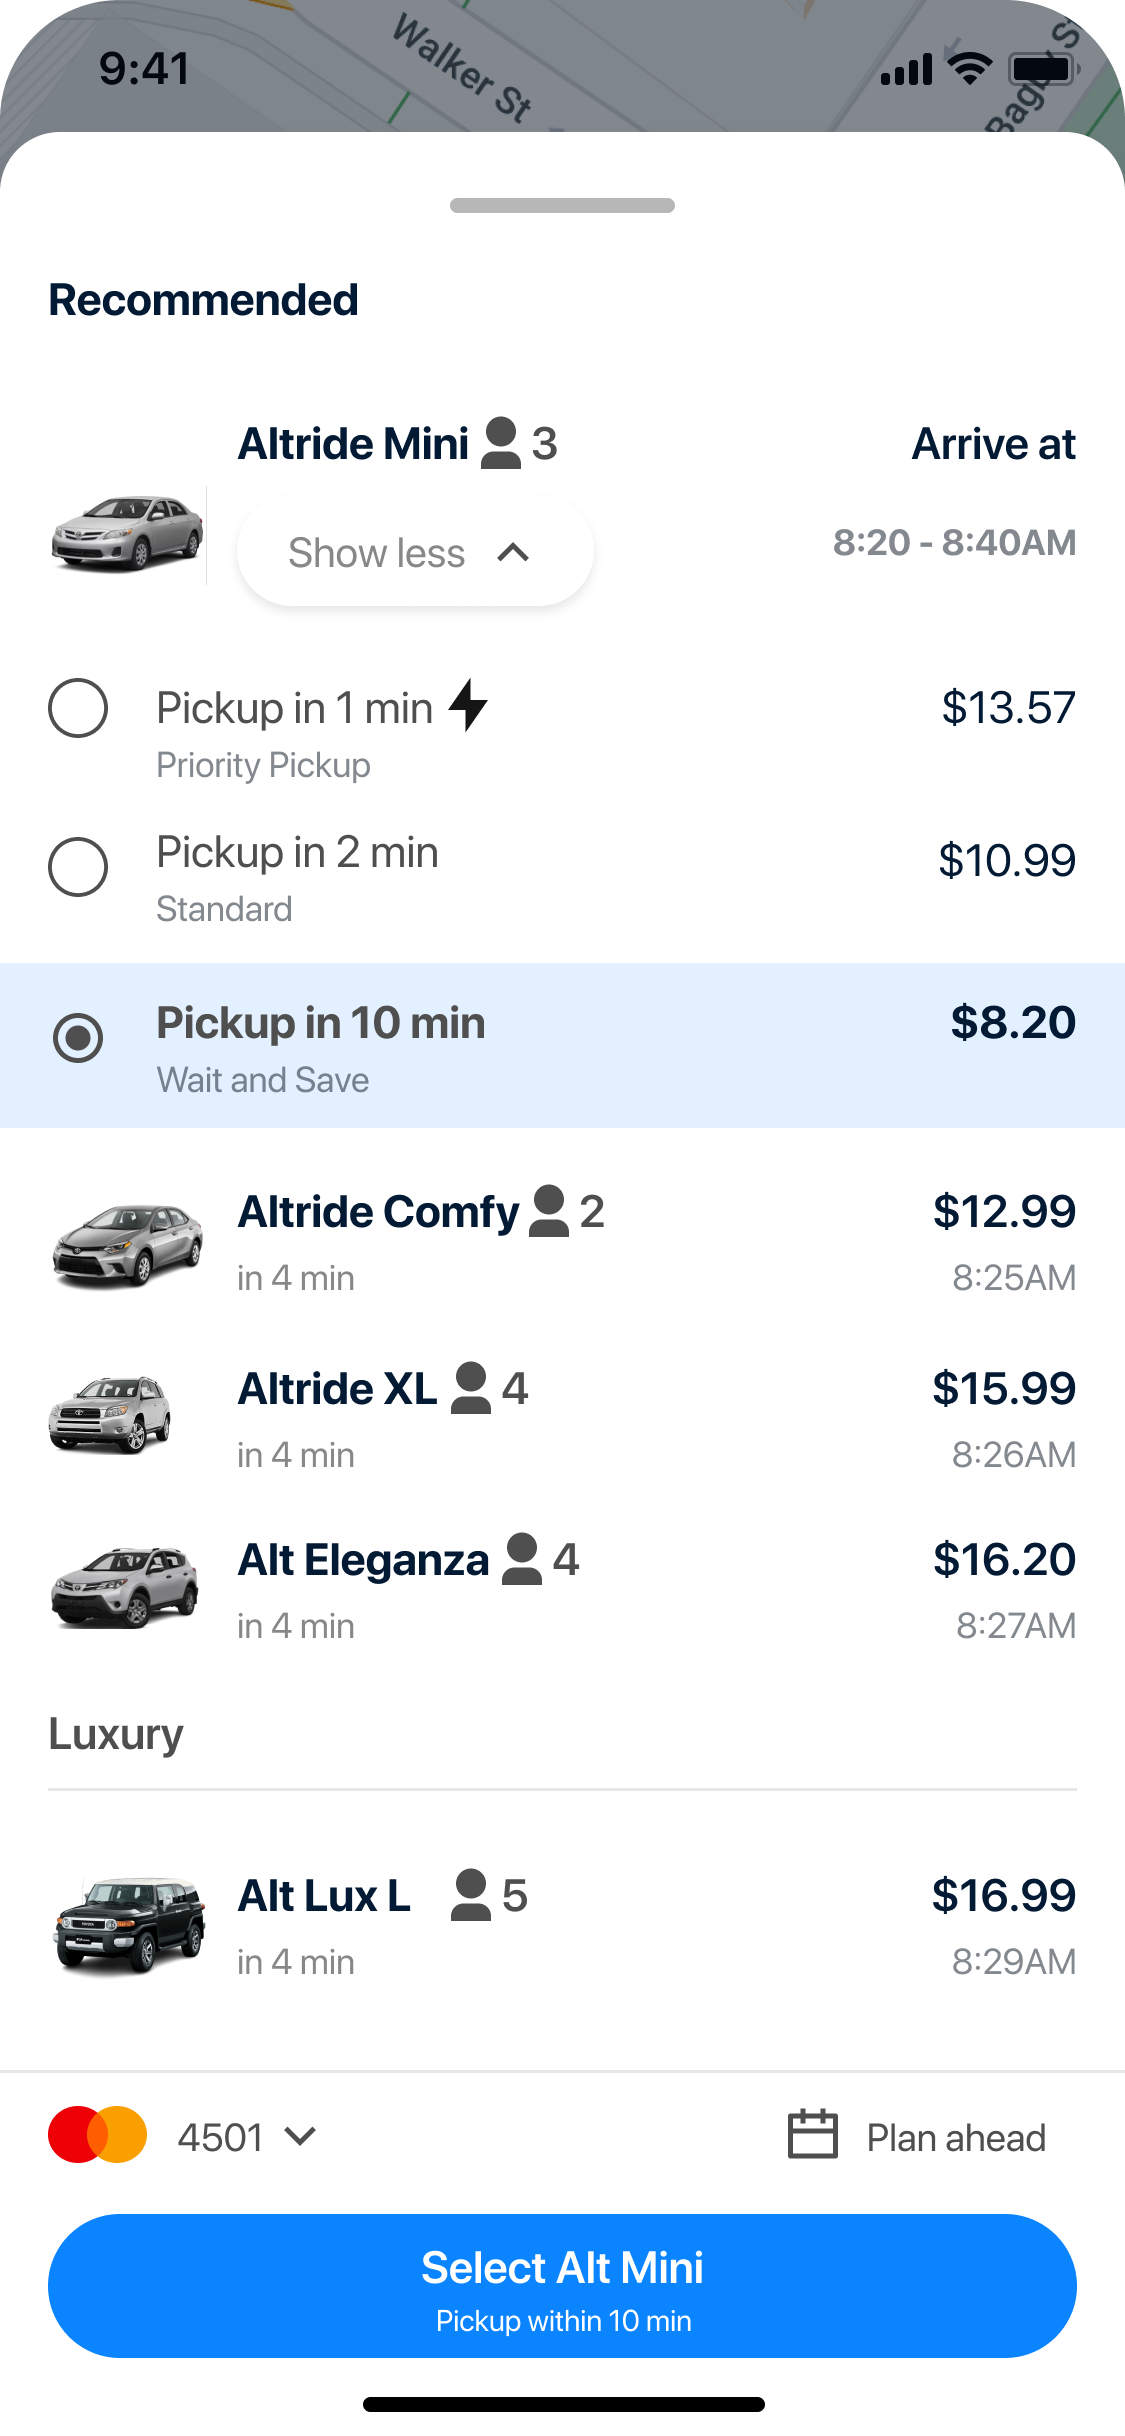 9:41
Walker St
Bagby St
Recommended
Altride Mini 3
Arrive at
Show less
8:20 - 8:40AM
Pickup in 1 min
$13.57
Priority Pickup
Pickup in 2 min
$10.99
Standard
Pickup in 10 min
$8.20
Wait and Save
Altride Comfy 2
$12.99
in 4 min
8:25AM
Altride XL 4
$15.99
in 4 min
8:26AM
Alt Eleganza 4
$16.20
in 4 min
8:27AM
Luxury
Alt Lux L 5
$16.99
in 4 min
8:29AM
4501
Plan ahead
Select Alt Mini
Pickup within 10 min